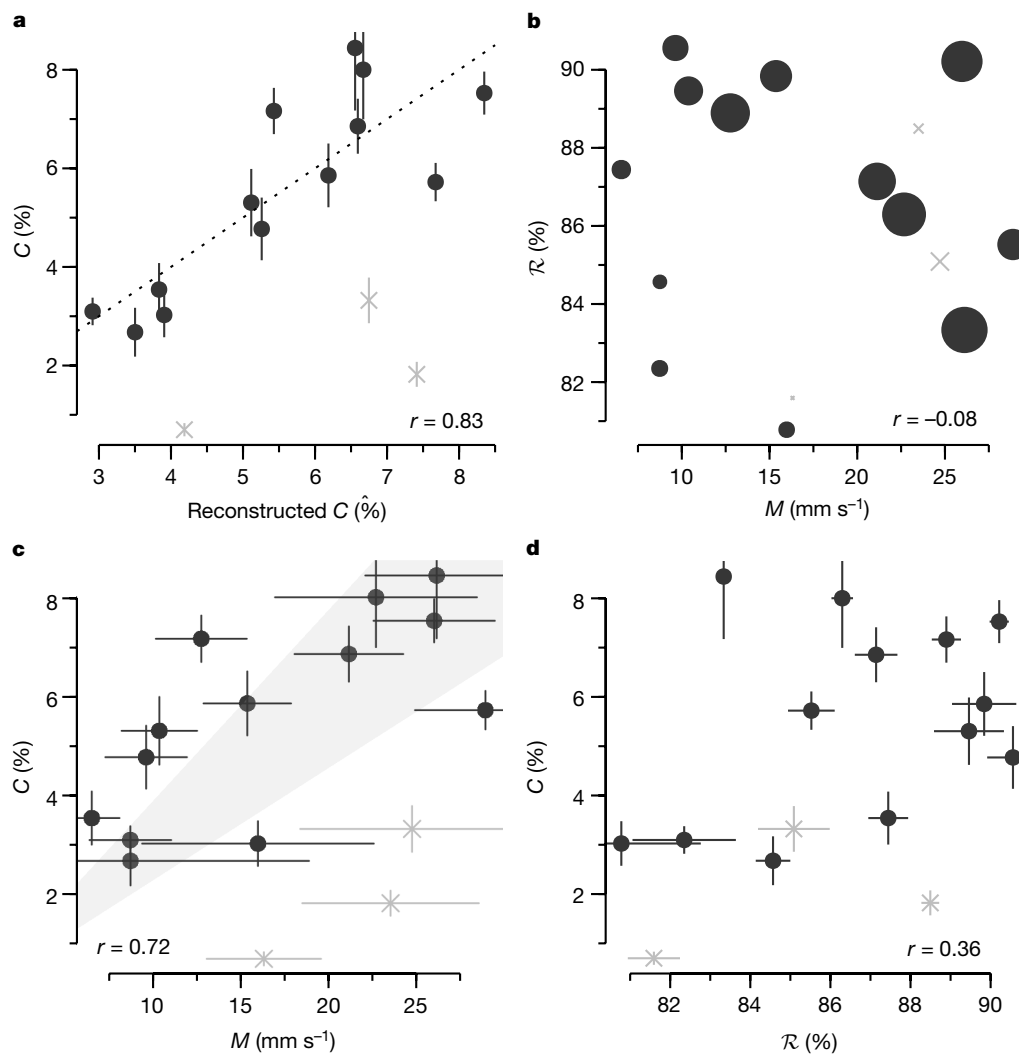 a
8
6
4
2
C (%)
3 4 5 6 7 8
Reconstructed C (%̂)
r = 0.83
b
90
88
86
84
82
ℛ (%)
10 15 20 25
M (mm s⁻¹)
r = –0.08
c
8
6
4
2
C (%)
10 15 20 25
M (mm s⁻¹)
r = 0.72
d
8
6
4
2
C (%)
82 84 86 88 90
ℛ (%)
r = 0.36